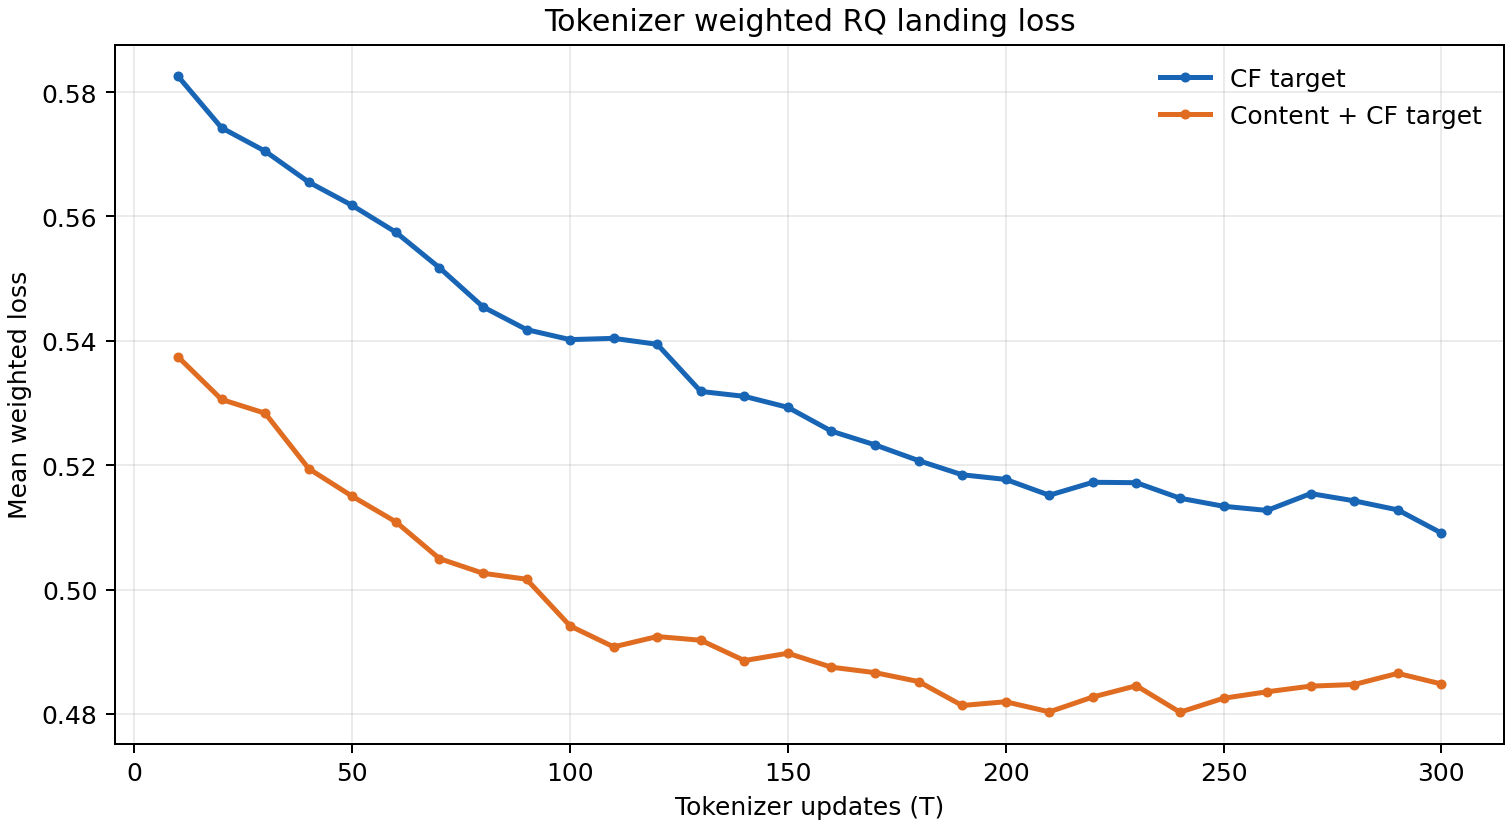 Tokenizer weighted RQ landing loss
CF target
Content + CF target
Mean weighted loss
0.58
0.56
0.54
0.52
0.50
0.48
0 50 100 150 200 250 300
Tokenizer updates (T)